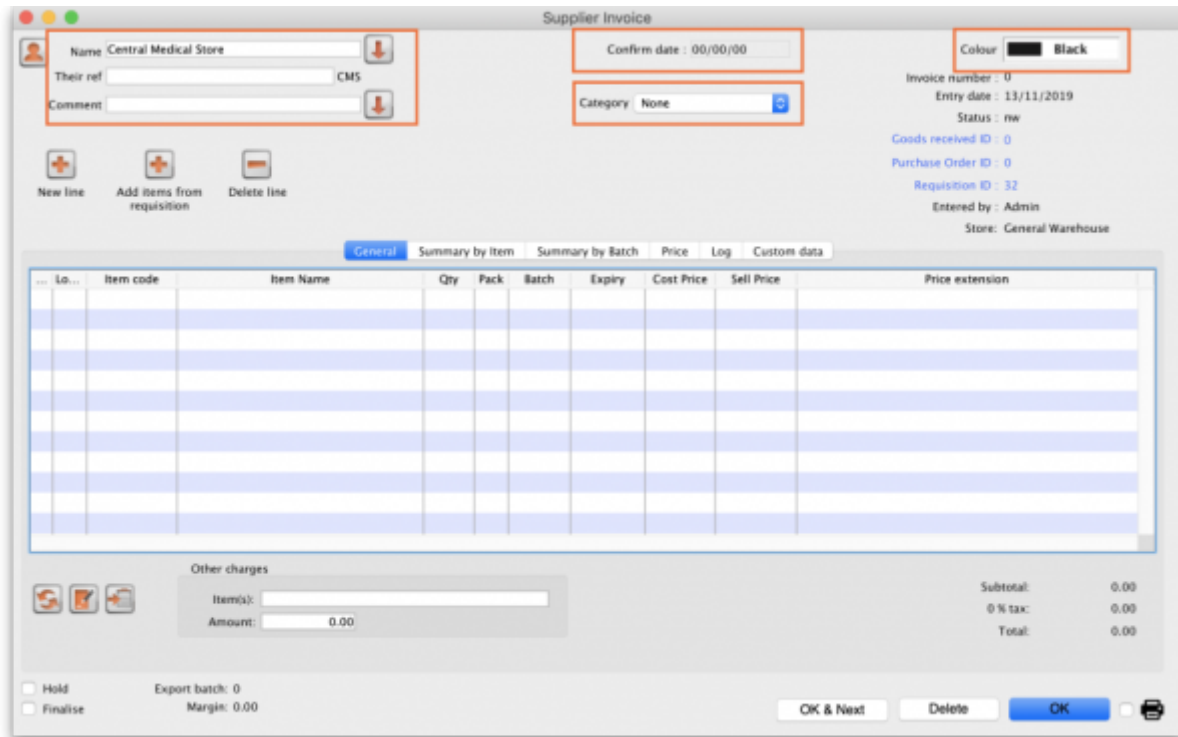 Supplier Invoice
Name Central Medical Store
Their ref CMS
Comment
Confirm date : 00/00/00
Category None
Colour Black
Invoice number : 0
Entry date : 13/11/2019
Status : nw
Goods received ID : 0
Purchase Order ID : 0
Requisition ID : 32
Entered by : Admin
Store: General Warehouse
New line
Add items from
requisition
Delete line
General Summary by Item Summary by Batch Price Log Custom data
... Lo... Item code Item Name Qty Pack Batch Expiry Cost Price Sell Price Price extension
Other charges
Item(s):
Amount: 0.00
Subtotal: 0.00
0 % tax: 0.00
Total: 0.00
Hold
Finalise
Export batch: 0
Margin: 0.00
OK & Next Delete OK